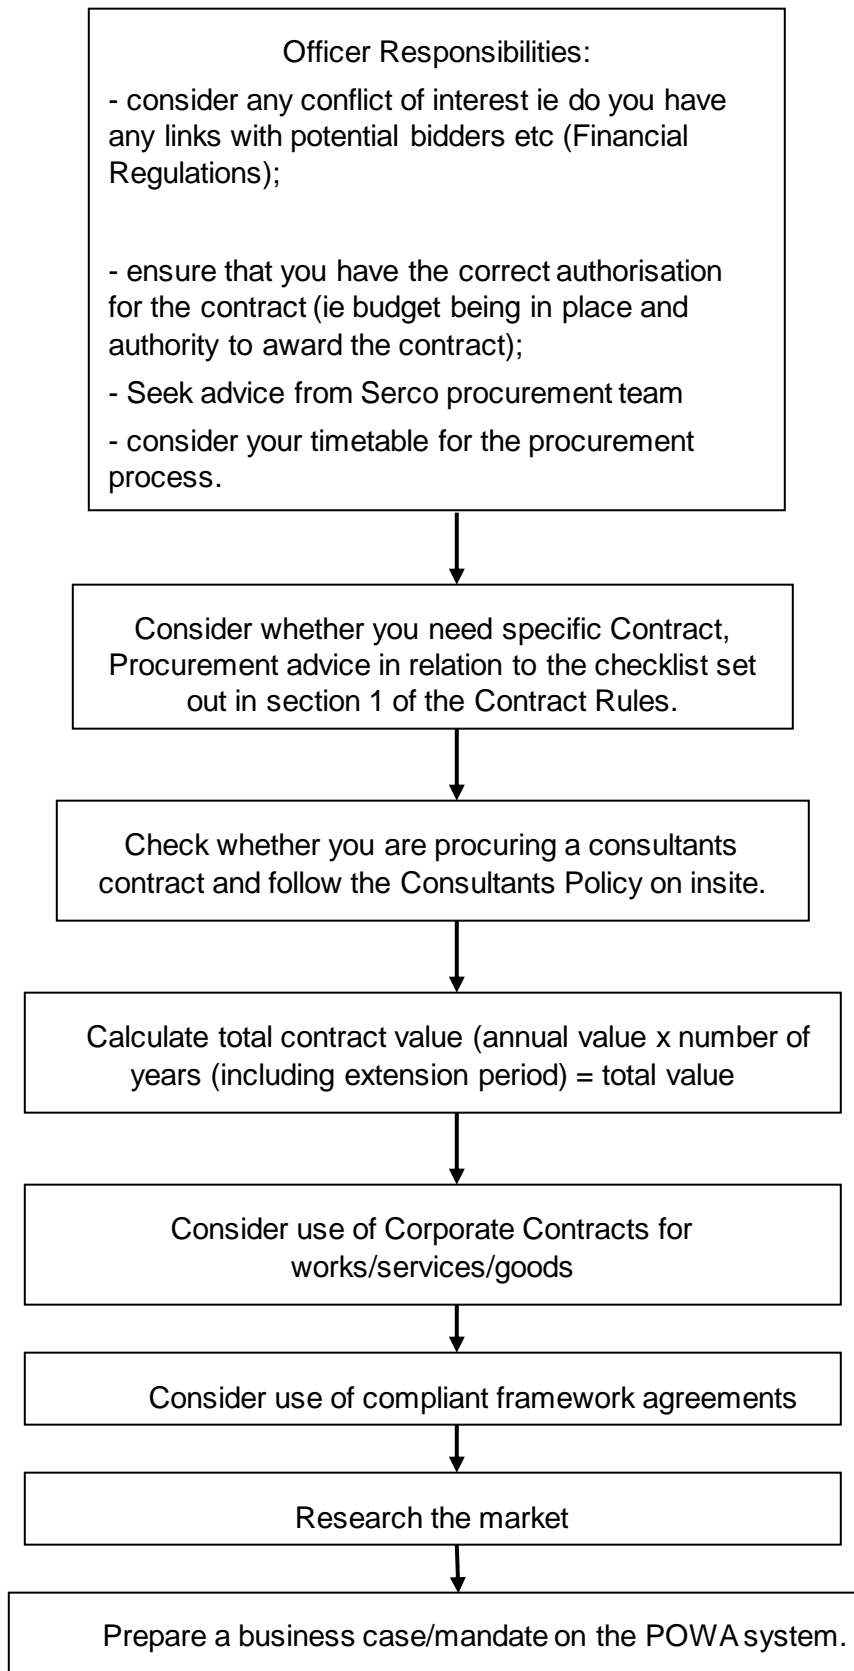 Officer Responsibilities:
- consider any conflict of interest ie do you have
any links with potential bidders etc (Financial
Regulations);
- ensure that you have the correct authorisation
for the contract (ie budget being in place and
authority to award the contract);
- Seek advice from Serco procurement team
- consider your timetable for the procurement
process.
Consider whether you need specific Contract,
Procurement advice in relation to the checklist set
out in section 1 of the Contract Rules.
Check whether you are procuring a consultants
contract and follow the Consultants Policy on insite.
Calculate total contract value (annual value x number of
years (including extension period) = total value
Consider use of Corporate Contracts for
works/services/goods
Consider use of compliant framework agreements
Research the market
Prepare a business case/mandate on the POWA system.